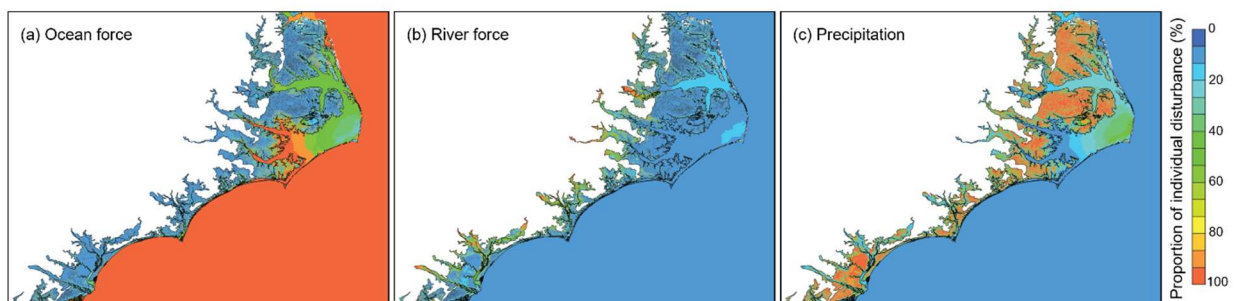 (a) Ocean force
(b) River force
(c) Precipitation
Proportion of individual disturbance (%)
0
20
40
60
80
100